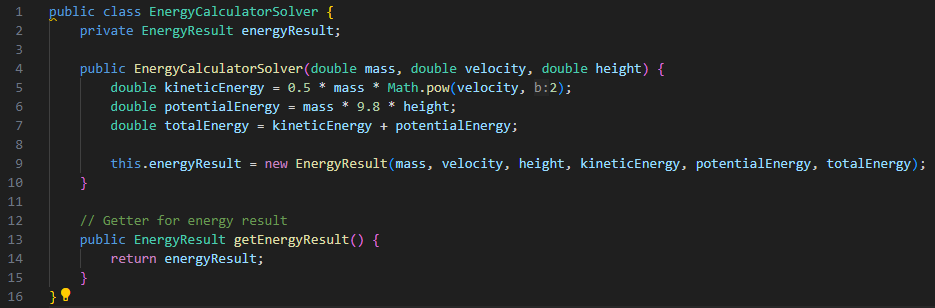 1 public class EnergyCalculatorSolver {
2     private EnergyResult energyResult;
3
4     public EnergyCalculatorSolver(double mass, double velocity, double height) {
5         double kineticEnergy = 0.5 * mass * Math.pow(velocity, b:2);
6         double potentialEnergy = mass * 9.8 * height;
7         double totalEnergy = kineticEnergy + potentialEnergy;
8
9         this.energyResult = new EnergyResult(mass, velocity, height, kineticEnergy, potentialEnergy, totalEnergy);
10     }
11
12     // Getter for energy result
13     public EnergyResult getEnergyResult() {
14         return energyResult;
15     }
16 }